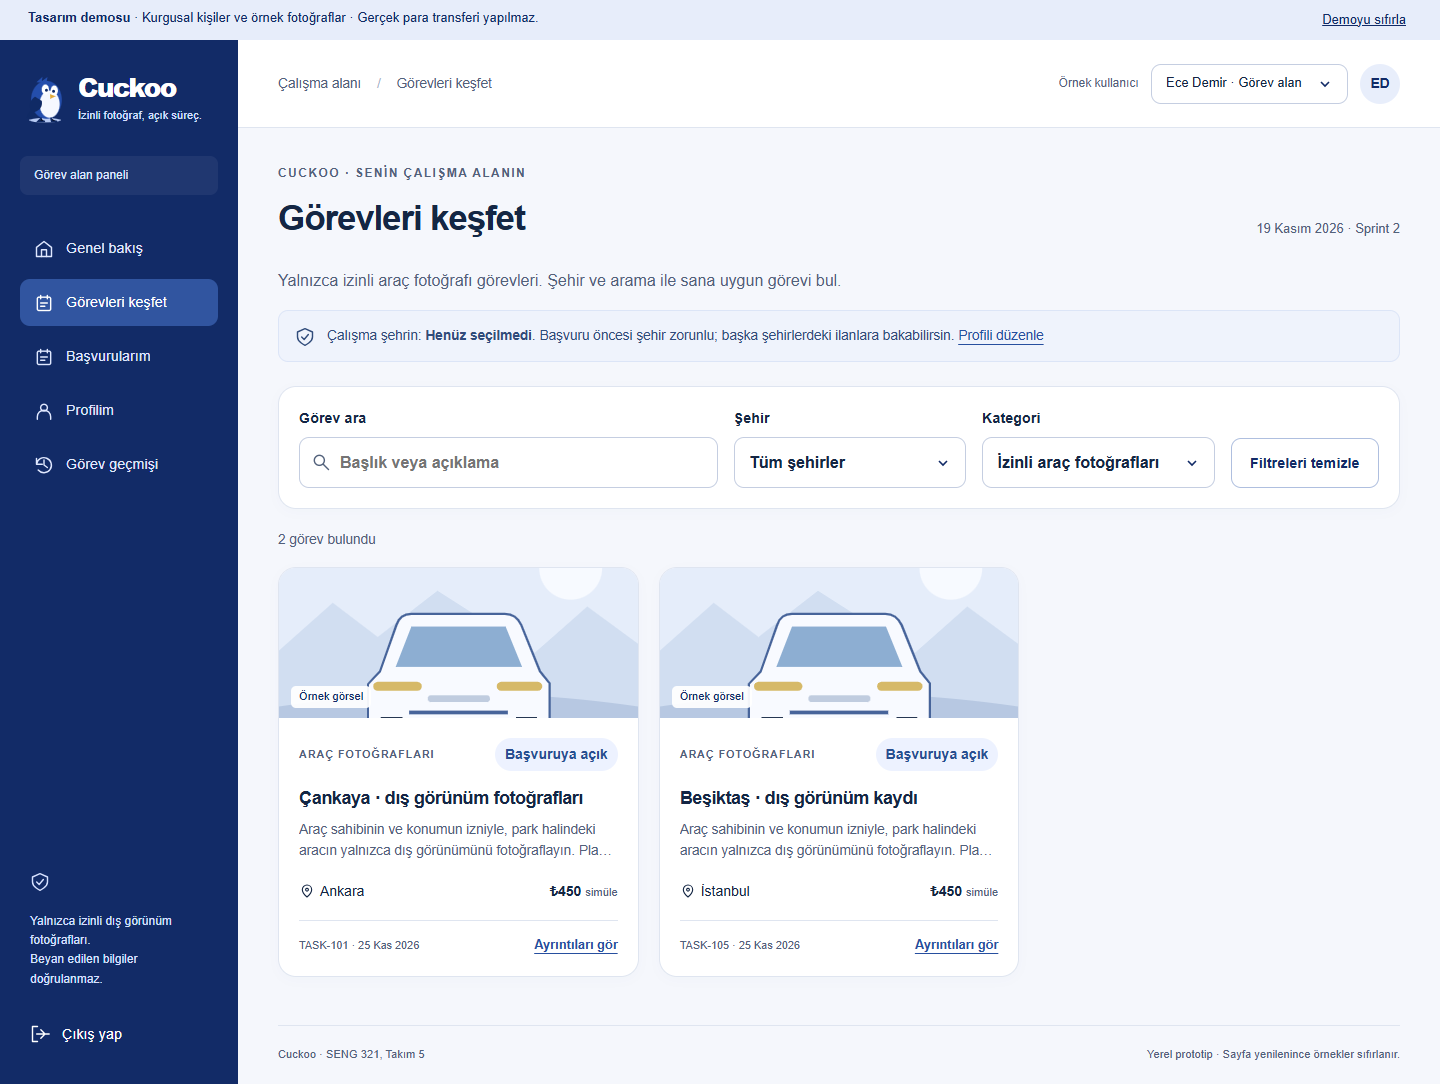 Tasarım demosu · Kurgusal kişiler ve örnek fotoğraflar · Gerçek para transferi yapılmaz.
Demoyu sıfırla
Cuckoo
İzinli fotoğraf, açık süreç.
Görev alan paneli
Genel bakış
Görevleri keşfet
Başvurularım
Profilim
Görev geçmişi
Yalnızca izinli dış görünüm
fotoğrafları.
Beyan edilen bilgiler
doğrulanmaz.
Çıkış yap
Çalışma alanı / Görevleri keşfet
Örnek kullanıcı
Ece Demir · Görev alan
ED
CUCKOO · SENİN ÇALIŞMA ALANIN
Görevleri keşfet
19 Kasım 2026 · Sprint 2
Yalnızca izinli araç fotoğrafı görevleri. Şehir ve arama ile sana uygun görevi bul.
Çalışma şehrin: Henüz seçilmedi. Başvuru öncesi şehir zorunlu; başka şehirlerdeki ilanlara bakabilirsin. Profili düzenle
Görev ara
Başlık veya açıklama
Şehir
Tüm şehirler
Kategori
İzinli araç fotoğrafları
Filtreleri temizle
2 görev bulundu
Örnek görsel
ARAÇ FOTOĞRAFLARI
Başvuruya açık
Çankaya · dış görünüm fotoğrafları
Araç sahibinin ve konumun izniyle, park halindeki
aracın yalnızca dış görünümünü fotoğraflayın. Pla…
Ankara
₺450 simüle
TASK-101 · 25 Kas 2026
Ayrıntıları gör
Örnek görsel
ARAÇ FOTOĞRAFLARI
Başvuruya açık
Beşiktaş · dış görünüm kaydı
Araç sahibinin ve konumun izniyle, park halindeki
aracın yalnızca dış görünümünü fotoğraflayın. Pla…
İstanbul
₺450 simüle
TASK-105 · 25 Kas 2026
Ayrıntıları gör
Cuckoo · SENG 321, Takım 5
Yerel prototip · Sayfa yenilenince örnekler sıfırlanır.